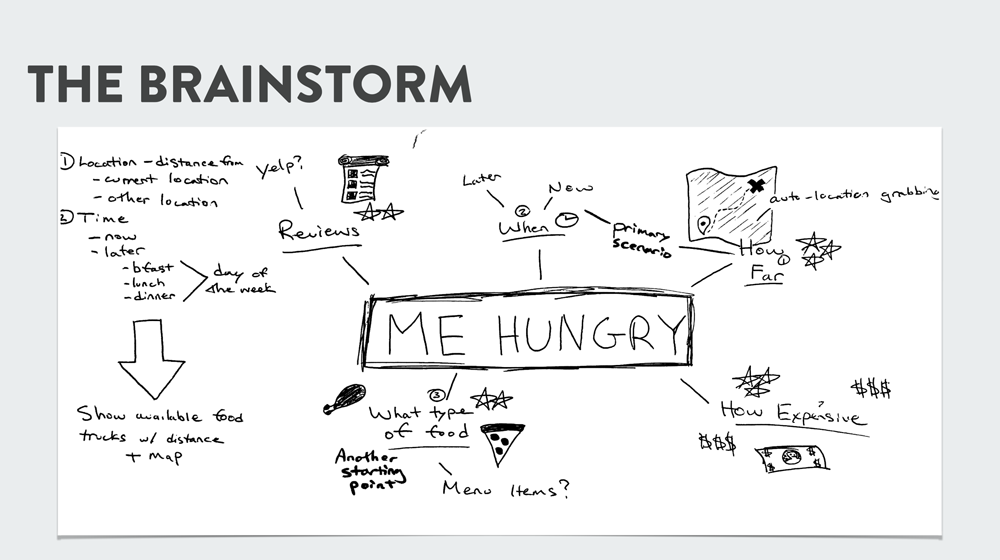 THE BRAINSTORM
① Location - distance from
- current location
- other location
② Time
- now
- later
- bfast
- lunch
- dinner
day of
the week
Show available food
trucks w/ distance
+ map
yelp?
Reviews
Later
Now
②
When
primary
scenario
auto-location grabbing
How
①
Far
ME HUNGRY
③
What type
of food
Another
starting
point
Menu Items?
$$$
How Expensive
?
$$$
$ $
$ $